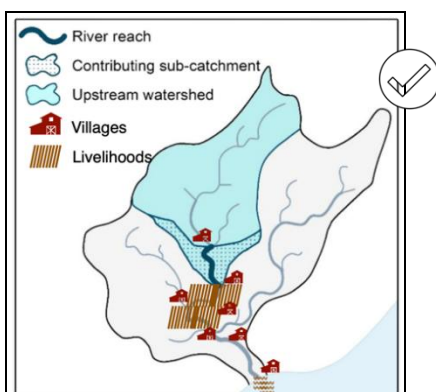 River reach
Contributing sub-catchment
Upstream watershed
Villages
Livelihoods